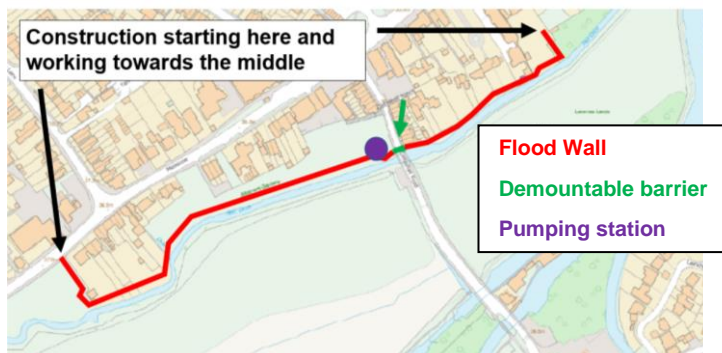 Construction starting here and
working towards the middle
Flood Wall
Demountable barrier
Pumping station